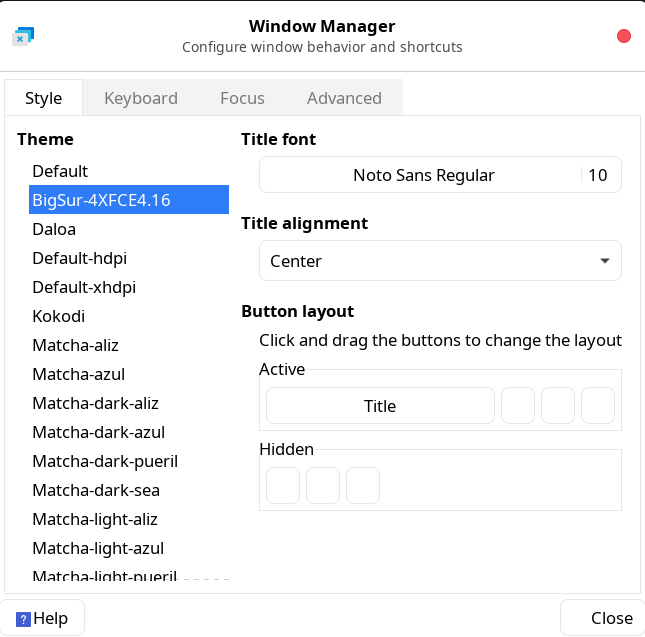 Window Manager
Configure window behavior and shortcuts
Style
Keyboard
Focus
Advanced
Theme
Default
BigSur-4XFCE4.16
Daloa
Default-hdpi
Default-xhdpi
Kokodi
Matcha-aliz
Matcha-azul
Matcha-dark-aliz
Matcha-dark-azul
Matcha-dark-pueril
Matcha-dark-sea
Matcha-light-aliz
Matcha-light-azul
Matcha-light-pueril
Title font
Noto Sans Regular 10
Title alignment
Center
Button layout
Click and drag the buttons to change the layout
Active
Title
Hidden
? Help
Close